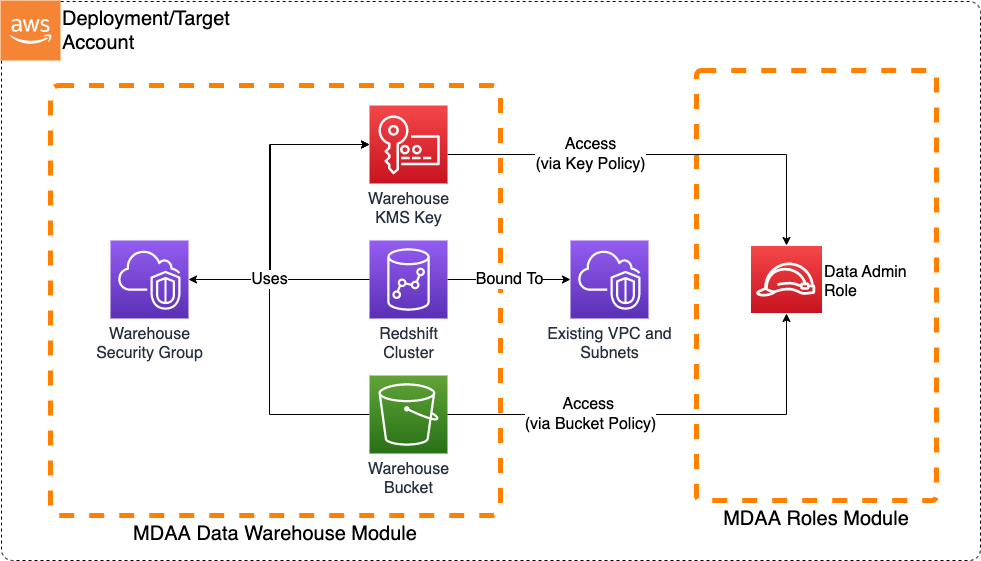 aws
Deployment/Target
Account
Access
(via Key Policy)
Warehouse
KMS Key
Uses
Bound To
Data Admin
Role
Warehouse
Security Group
Redshift
Cluster
Existing VPC and
Subnets
Access
(via Bucket Policy)
Warehouse
Bucket
MDAA Data Warehouse Module
MDAA Roles Module